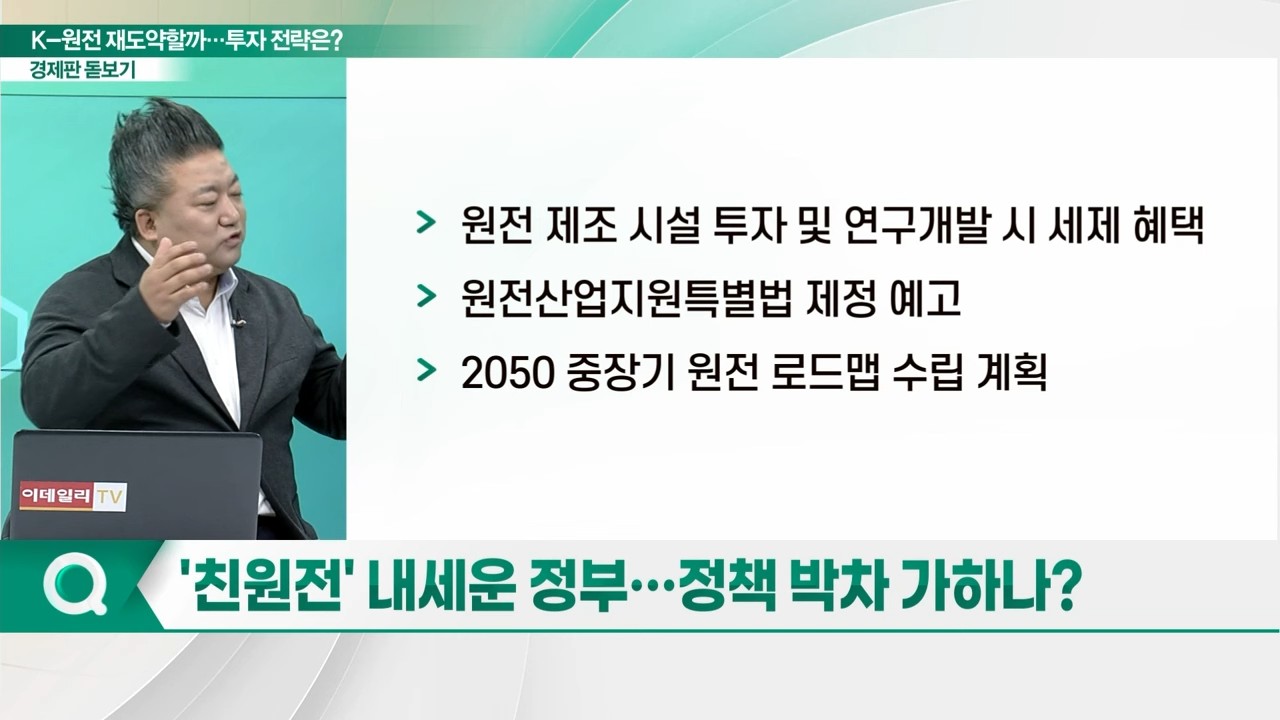 K-원전 재도약할까…투자 전략은?
경제판 돋보기
> 원전 제조 시설 투자 및 연구개발 시 세제 혜택
> 원전산업지원특별법 제정 예고
> 2050 중장기 원전 로드맵 수립 계획
이데일리 TV
'친원전' 내세운 정부…정책 박차 가하나?